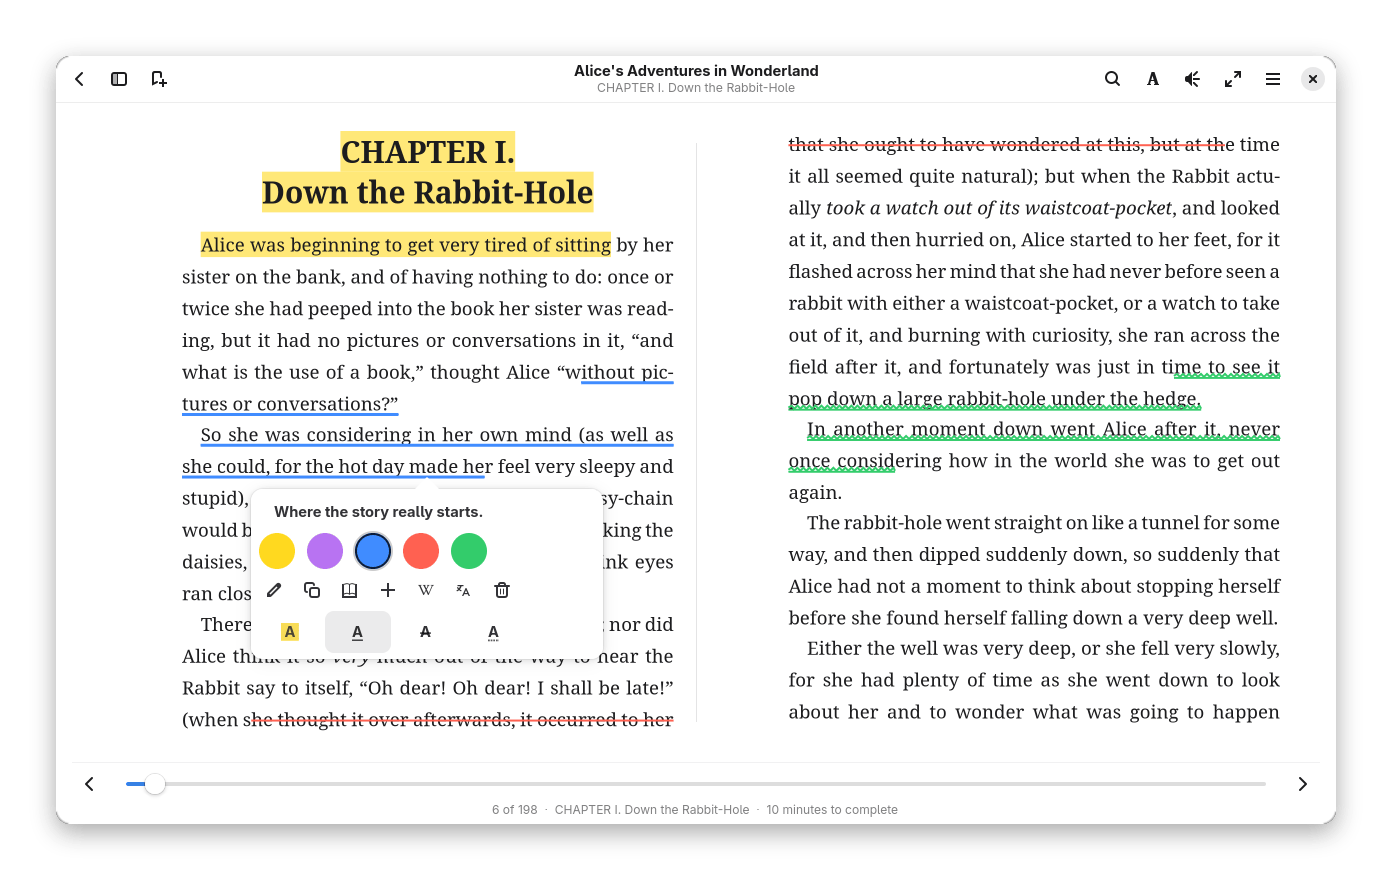 Alice's Adventures in Wonderland
CHAPTER I. Down the Rabbit-Hole
A
CHAPTER I.
Down the Rabbit-Hole
Alice was beginning to get very tired of sitting by her
sister on the bank, and of having nothing to do: once or
twice she had peeped into the book her sister was read-
ing, but it had no pictures or conversations in it, “and
what is the use of a book,” thought Alice “without pic-
tures or conversations?”
So she was considering in her own mind (as well as
she could, for the hot day made her feel very sleepy and
stupid), sy-chain
would b king the
daisies, ink eyes
ran clos
There ; nor did
Alice think it so very much out of the way to hear the
Rabbit say to itself, “Oh dear! Oh dear! I shall be late!”
(when she thought it over afterwards, it occurred to her
Where the story really starts.
W
A
A A A A
that she ought to have wondered at this, but at the time
it all seemed quite natural); but when the Rabbit actu-
ally took a watch out of its waistcoat-pocket, and looked
at it, and then hurried on, Alice started to her feet, for it
flashed across her mind that she had never before seen a
rabbit with either a waistcoat-pocket, or a watch to take
out of it, and burning with curiosity, she ran across the
field after it, and fortunately was just in time to see it
pop down a large rabbit-hole under the hedge.
In another moment down went Alice after it, never
once considering how in the world she was to get out
again.
The rabbit-hole went straight on like a tunnel for some
way, and then dipped suddenly down, so suddenly that
Alice had not a moment to think about stopping herself
before she found herself falling down a very deep well.
Either the well was very deep, or she fell very slowly,
for she had plenty of time as she went down to look
about her and to wonder what was going to happen
6 of 198 · CHAPTER I. Down the Rabbit-Hole · 10 minutes to complete